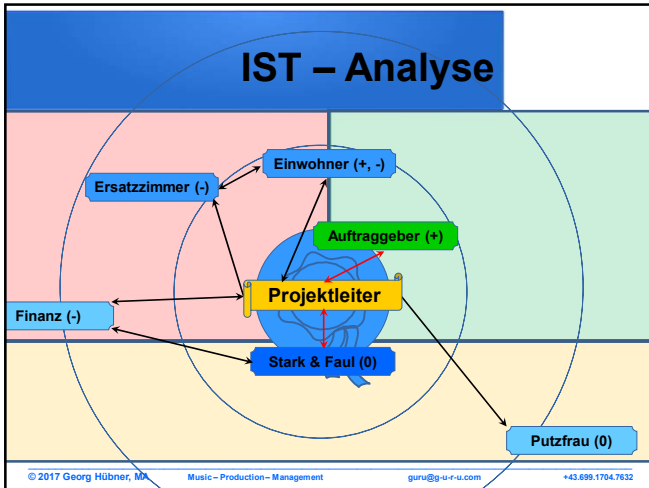 IST – Analyse
Einwohner (+, -)
Ersatzzimmer (-)
Auftraggeber (+)
Projektleiter
Finanz (-)
Stark & Faul (0)
Putzfrau (0)
© 2017 Georg Hübner, MA Music – Production – Management guru@g-u-r-u.com +43.699.1704.7632